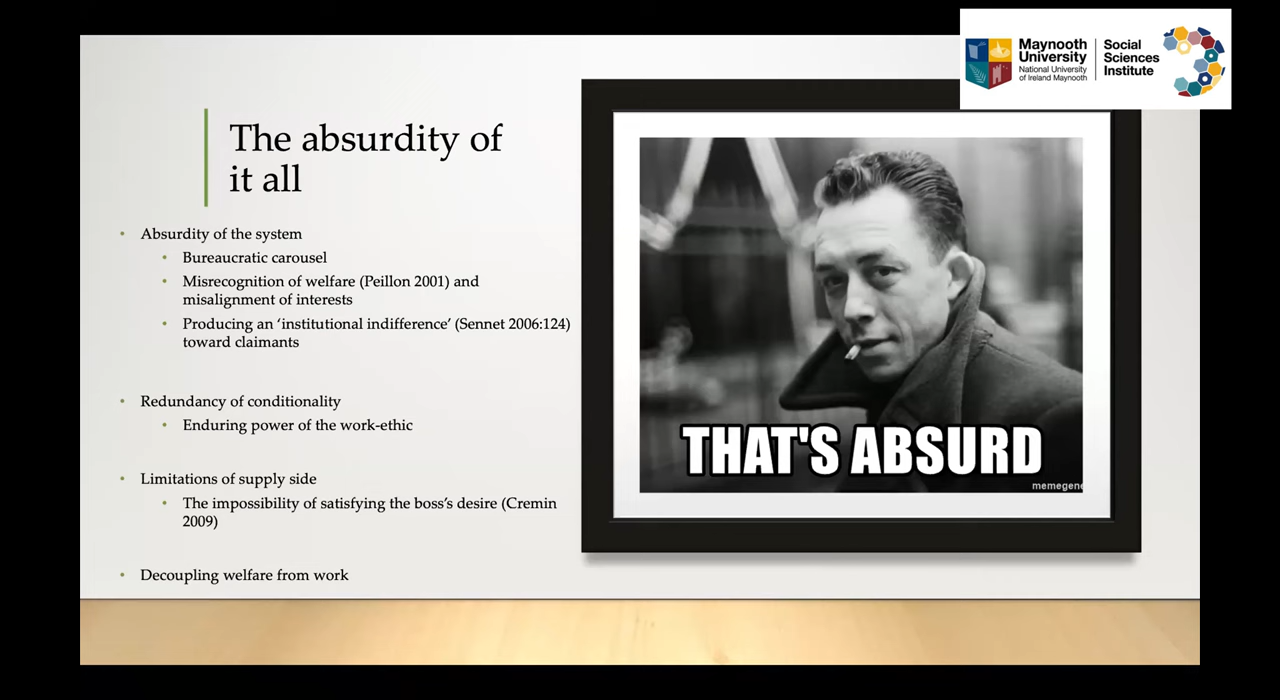 Maynooth
University
National University
of Ireland Maynooth
Social
Sciences
Institute
The absurdity of
it all
• Absurdity of the system
• Bureaucratic carousel
• Misrecognition of welfare (Peillon 2001) and
misalignment of interests
• Producing an ‘institutional indifference’ (Sennet 2006:124)
toward claimants
• Redundancy of conditionality
• Enduring power of the work-ethic
• Limitations of supply side
• The impossibility of satisfying the boss’s desire (Cremin
2009)
• Decoupling welfare from work
THAT'S ABSURD
memegene